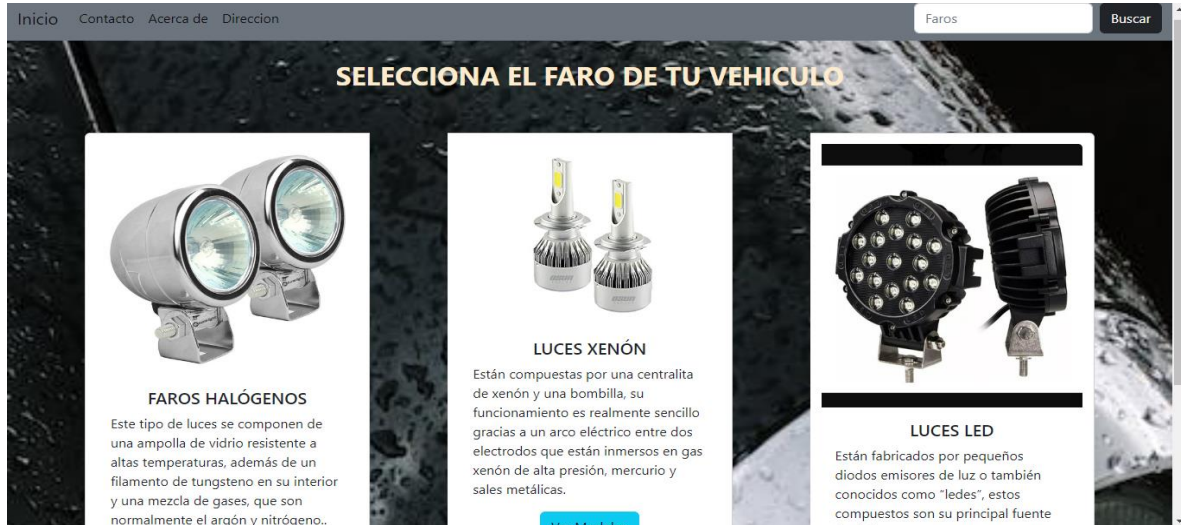 Inicio Contacto Acerca de Direccion Faros Buscar
SELECCIONA EL FARO DE TU VEHICULO
FAROS HALÓGENOS
Este tipo de luces se componen de
una ampolla de vidrio resistente a
altas temperaturas, además de un
filamento de tungsteno en su interior
y una mezcla de gases, que son
normalmente el argón y nitrógeno..
LUCES XENÓN
Están compuestas por una centralita
de xenón y una bombilla, su
funcionamiento es realmente sencillo
gracias a un arco eléctrico entre dos
electrodos que están inmersos en gas
xenón de alta presión, mercurio y
sales metálicas.
LUCES LED
Están fabricados por pequeños
diodos emisores de luz o también
conocidos como "ledes", estos
compuestos son su principal fuente